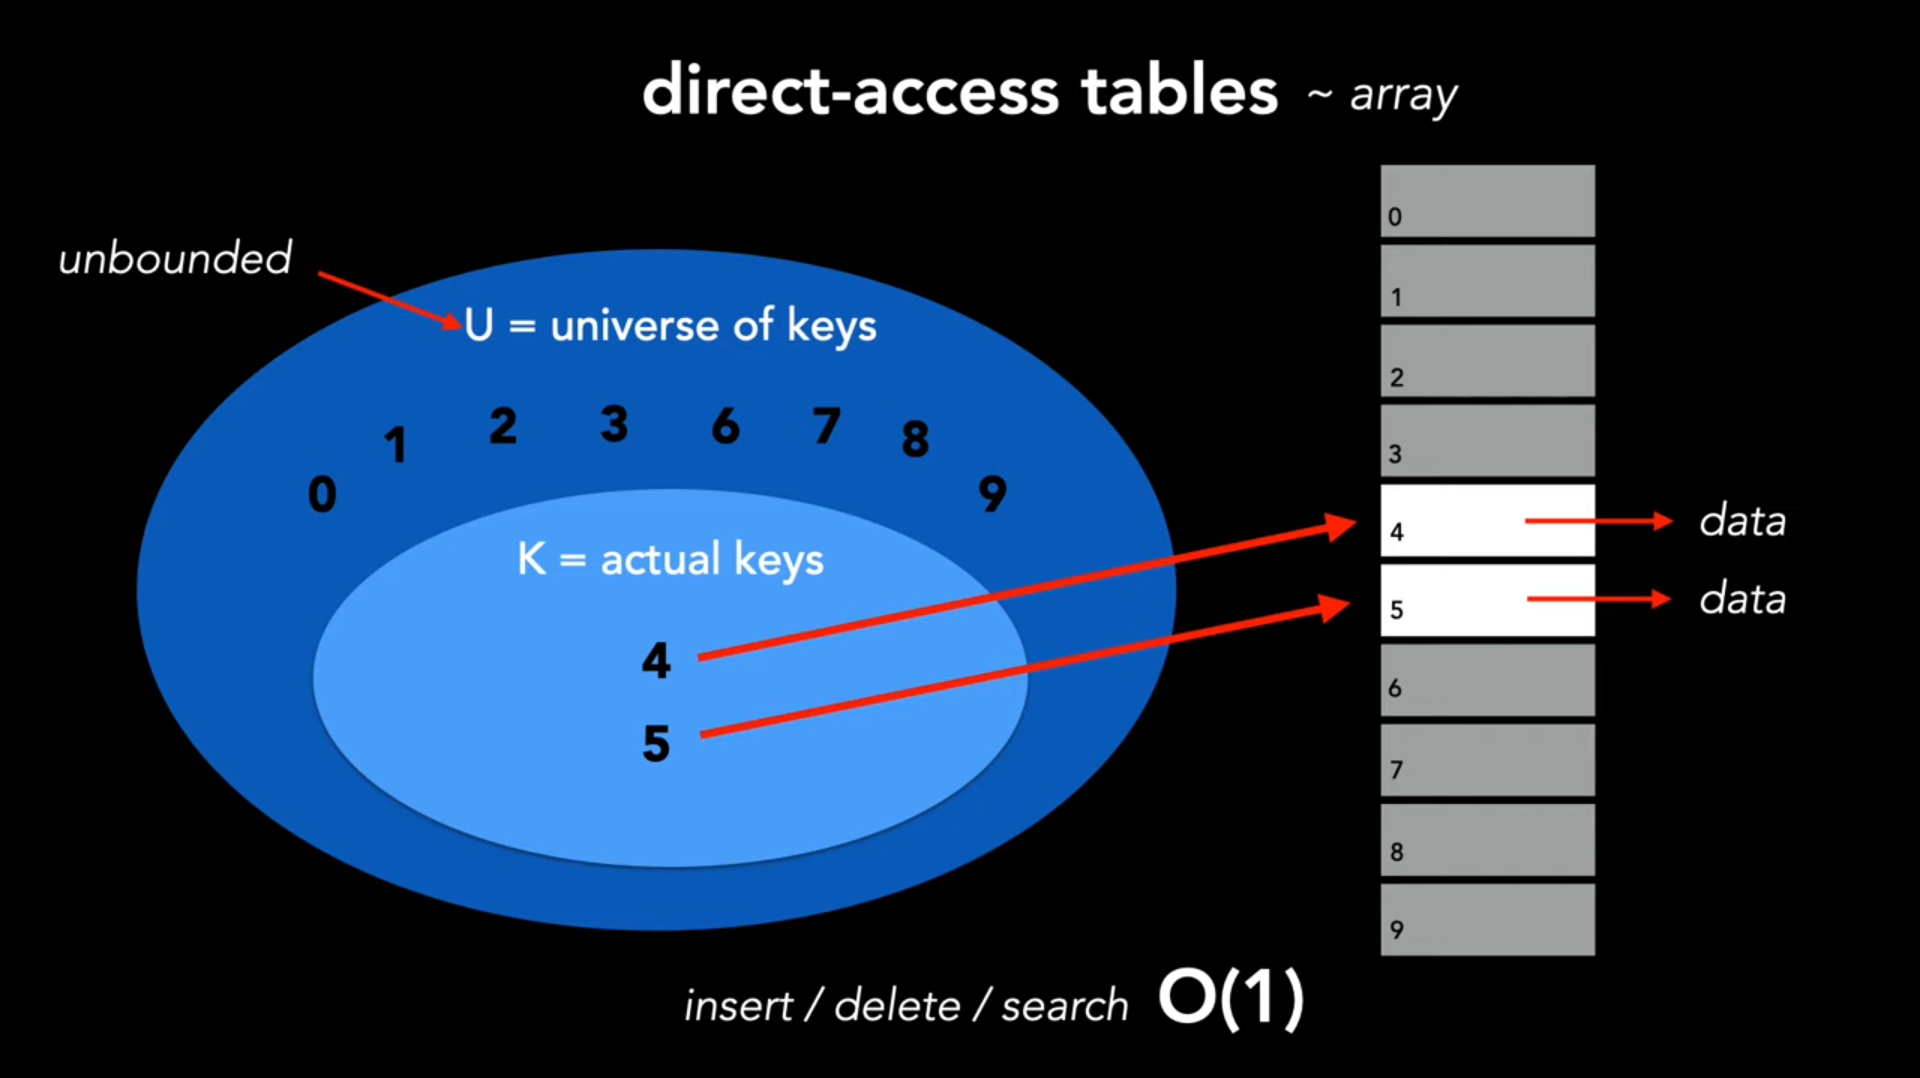 direct-access tables ~ array
unbounded
U = universe of keys
0 1 2 3 6 7 8 9
K = actual keys
4
5
0
1
2
3
4 data
5 data
6
7
8
9
insert / delete / search O(1)